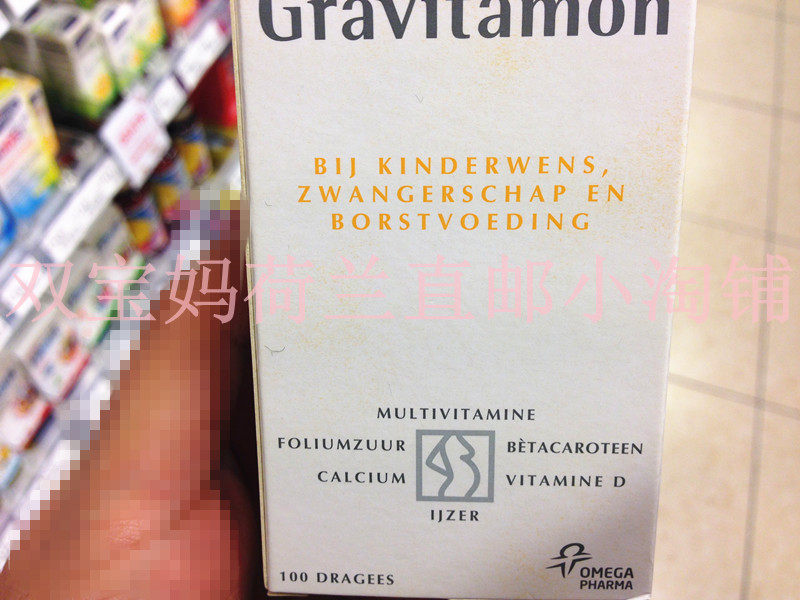 Gravitamon
BIJ KINDERWENS,
ZWANGERSCHAP EN
BORSTVOEDING
双宝妈荷兰直邮小淘铺
MULTIVITAMINE
FOLIUMZUUR
BÈTACAROTEEN
CALCIUM
VITAMINE D
IJZER
100 DRAGEES
OMEGA
PHARMA